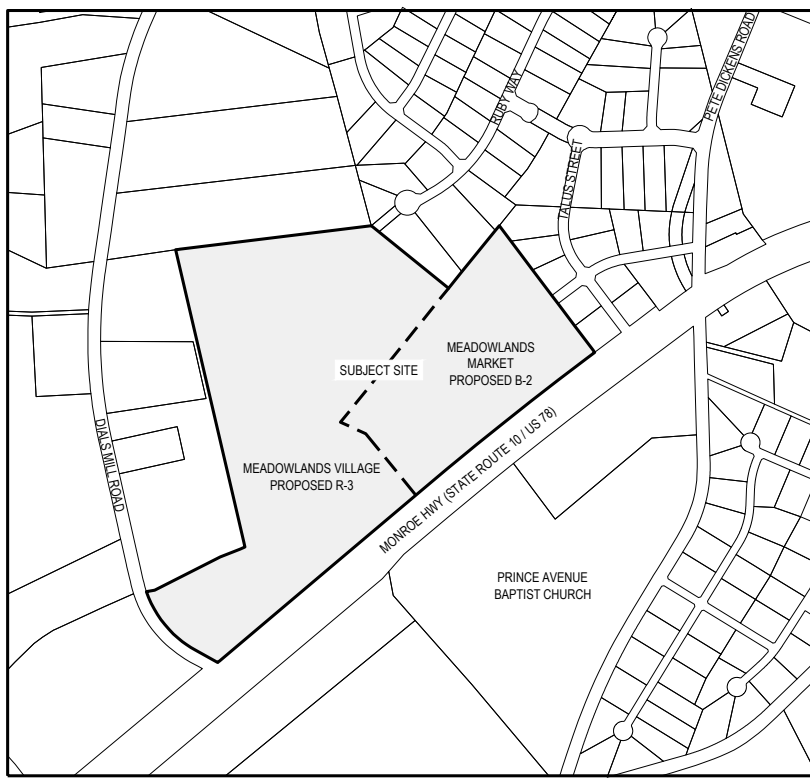 RUBY WAY
TALUS STREET
PETE DICKENS ROAD
SUBJECT SITE
MEADOWLANDS
MARKET
PROPOSED B-2
DIALS MILL ROAD
MEADOWLANDS VILLAGE
PROPOSED R-3
MONROE HWY (STATE ROUTE 10 / US 78)
PRINCE AVENUE
BAPTIST CHURCH